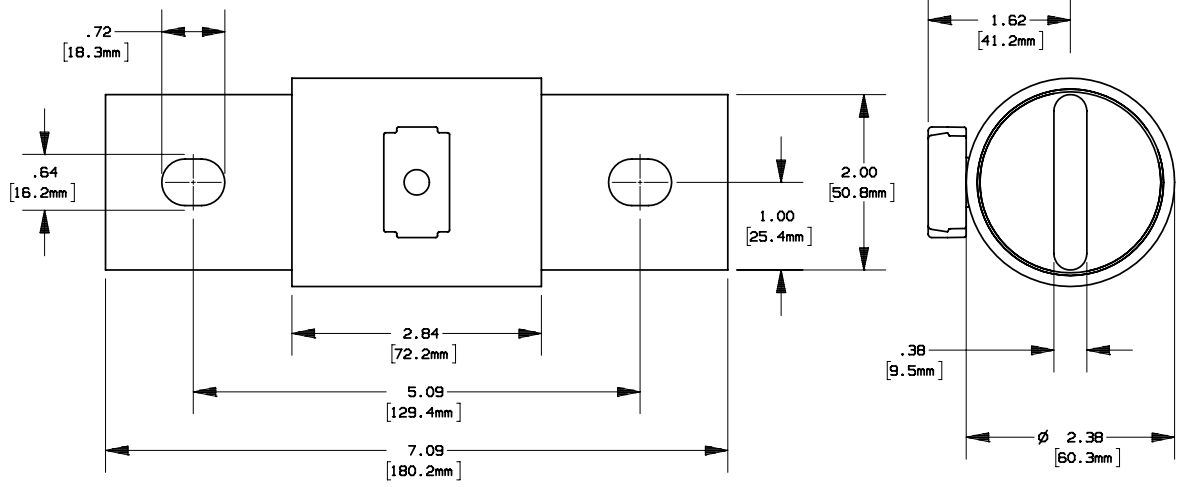 .72
[18.3mm]
1.62
[41.2mm]
.64
[16.2mm]
2.00
[50.8mm]
1.00
[25.4mm]
2.84
[72.2mm]
.38
[9.5mm]
5.09
[129.4mm]
ø 2.38
[60.3mm]
7.09
[180.2mm]